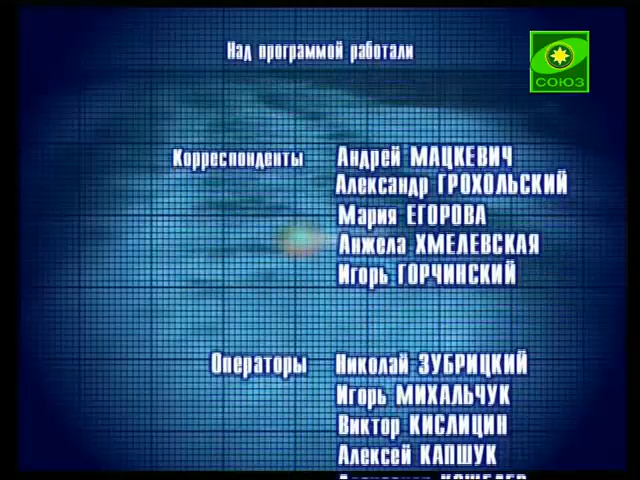 Над программой работали
СОЮЗ
Корреспонденты Андрей МАЦКЕВИЧ
Александр ГРОХОЛЬСКИЙ
Мария ЕГОРОВА
Анжела ХМЕЛЕВСКАЯ
Игорь ГОРЧИНСКИЙ
Операторы Николай ЗУБРИЦКИЙ
Игорь МИХАЛЬЧУК
Виктор КИСЛИЦИН
Алексей КАПШУК